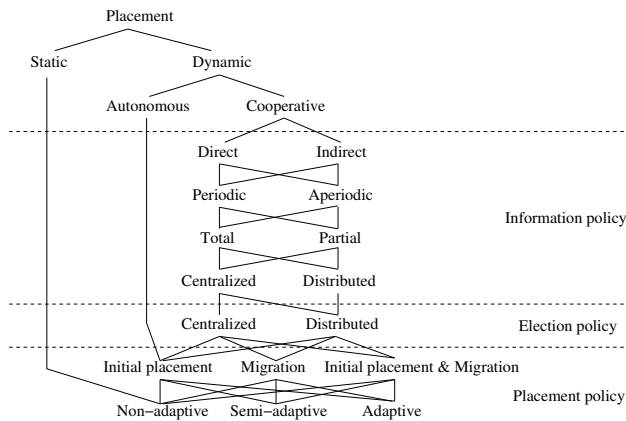 Placement
Static Dynamic
Autonomous Cooperative
Direct Indirect
Periodic Aperiodic
Information policy
Total Partial
Centralized Distributed
Centralized Distributed Election policy
Initial placement Migration Initial placement & Migration
Placement policy
Non-adaptive Semi-adaptive Adaptive